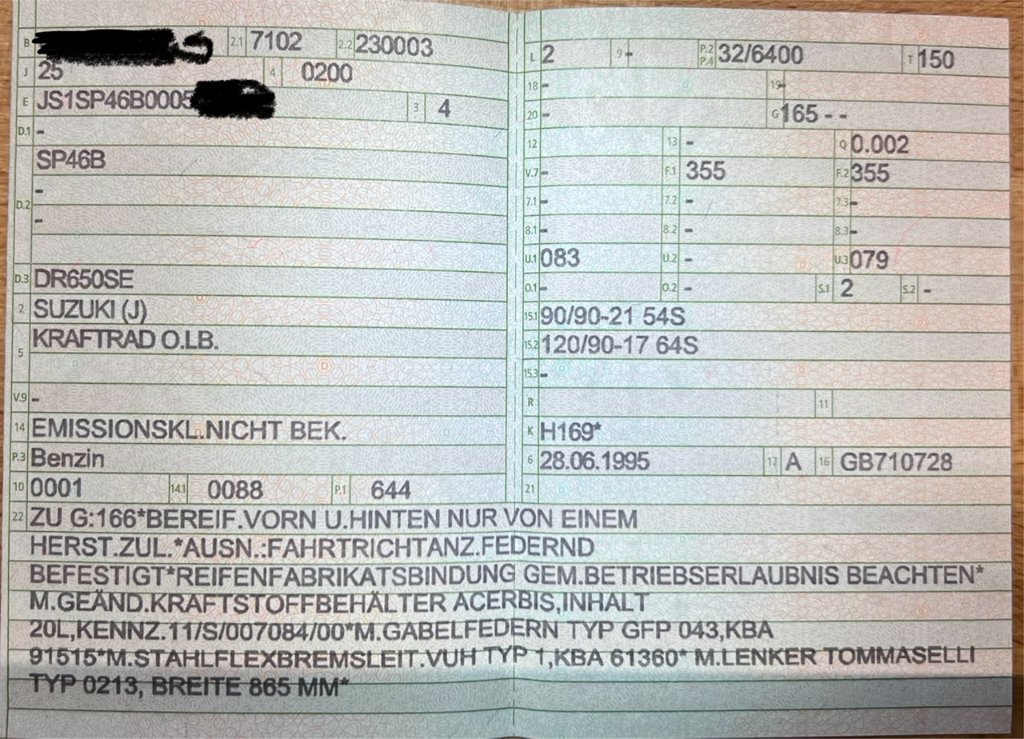 B 2.1 7102 2.2 230003
J 25 4 0200
E JS1SP46B0005 3 4
D.1 -
SP46B
-
D.2 -
D.3 DR650SE
2 SUZUKI (J)
5 KRAFTRAD O.LB.
V.9 -
14 EMISSIONSKL.NICHT BEK.
P.3 Benzin
10 0001 14.1 0088 P.1 644
L 2 9 - P.2 P.4 32/6400 T 150
18 - 19 -
20 - G 165 - -
12 13 - Q 0.002
V.7 - F.1 355 F.2 355
7.1 - 7.2 - 7.3 -
8.1 - 8.2 - 8.3 -
U.1 083 U.2 - U.3 079
O.1 - O.2 - S.1 2 S.2 -
15.1 90/90-21 54S
15.2 120/90-17 64S
15.3 -
R 11
K H169*
6 28.06.1995 17 A 16 GB710728
21
22 ZU G:166*BEREIF.VORN U.HINTEN NUR VON EINEM
HERST.ZUL.*AUSN.:FAHRTRICHTANZ.FEDERND
BEFESTIGT*REIFENFABRIKATSBINDUNG GEM.BETRIEBSERLAUBNIS BEACHTEN*
M.GEÄND.KRAFTSTOFFBEHÄLTER ACERBIS,INHALT
20L,KENNZ.11/S/007084/00*M.GABELFEDERN TYP GFP 043,KBA
91515*M.STAHLFLEXBREMSLEIT.VUH TYP 1,KBA 61360* M.LENKER TOMMASELLI
TYP 0213, BREITE 865 MM*